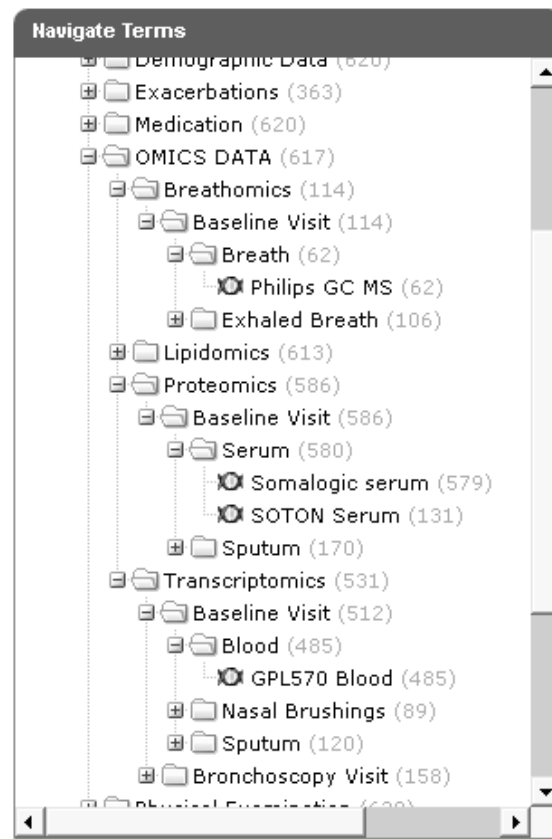 Navigate Terms
Demographic Data (620)
Exacerbations (363)
Medication (620)
OMICS DATA (617)
Breathomics (114)
Baseline Visit (114)
Breath (62)
Philips GC MS (62)
Exhaled Breath (106)
Lipidomics (613)
Proteomics (586)
Baseline Visit (586)
Serum (580)
Somalogic serum (579)
SOTON Serum (131)
Sputum (170)
Transcriptomics (531)
Baseline Visit (512)
Blood (485)
GPL570 Blood (485)
Nasal Brushings (89)
Sputum (120)
Bronchoscopy Visit (158)
Physical Examination